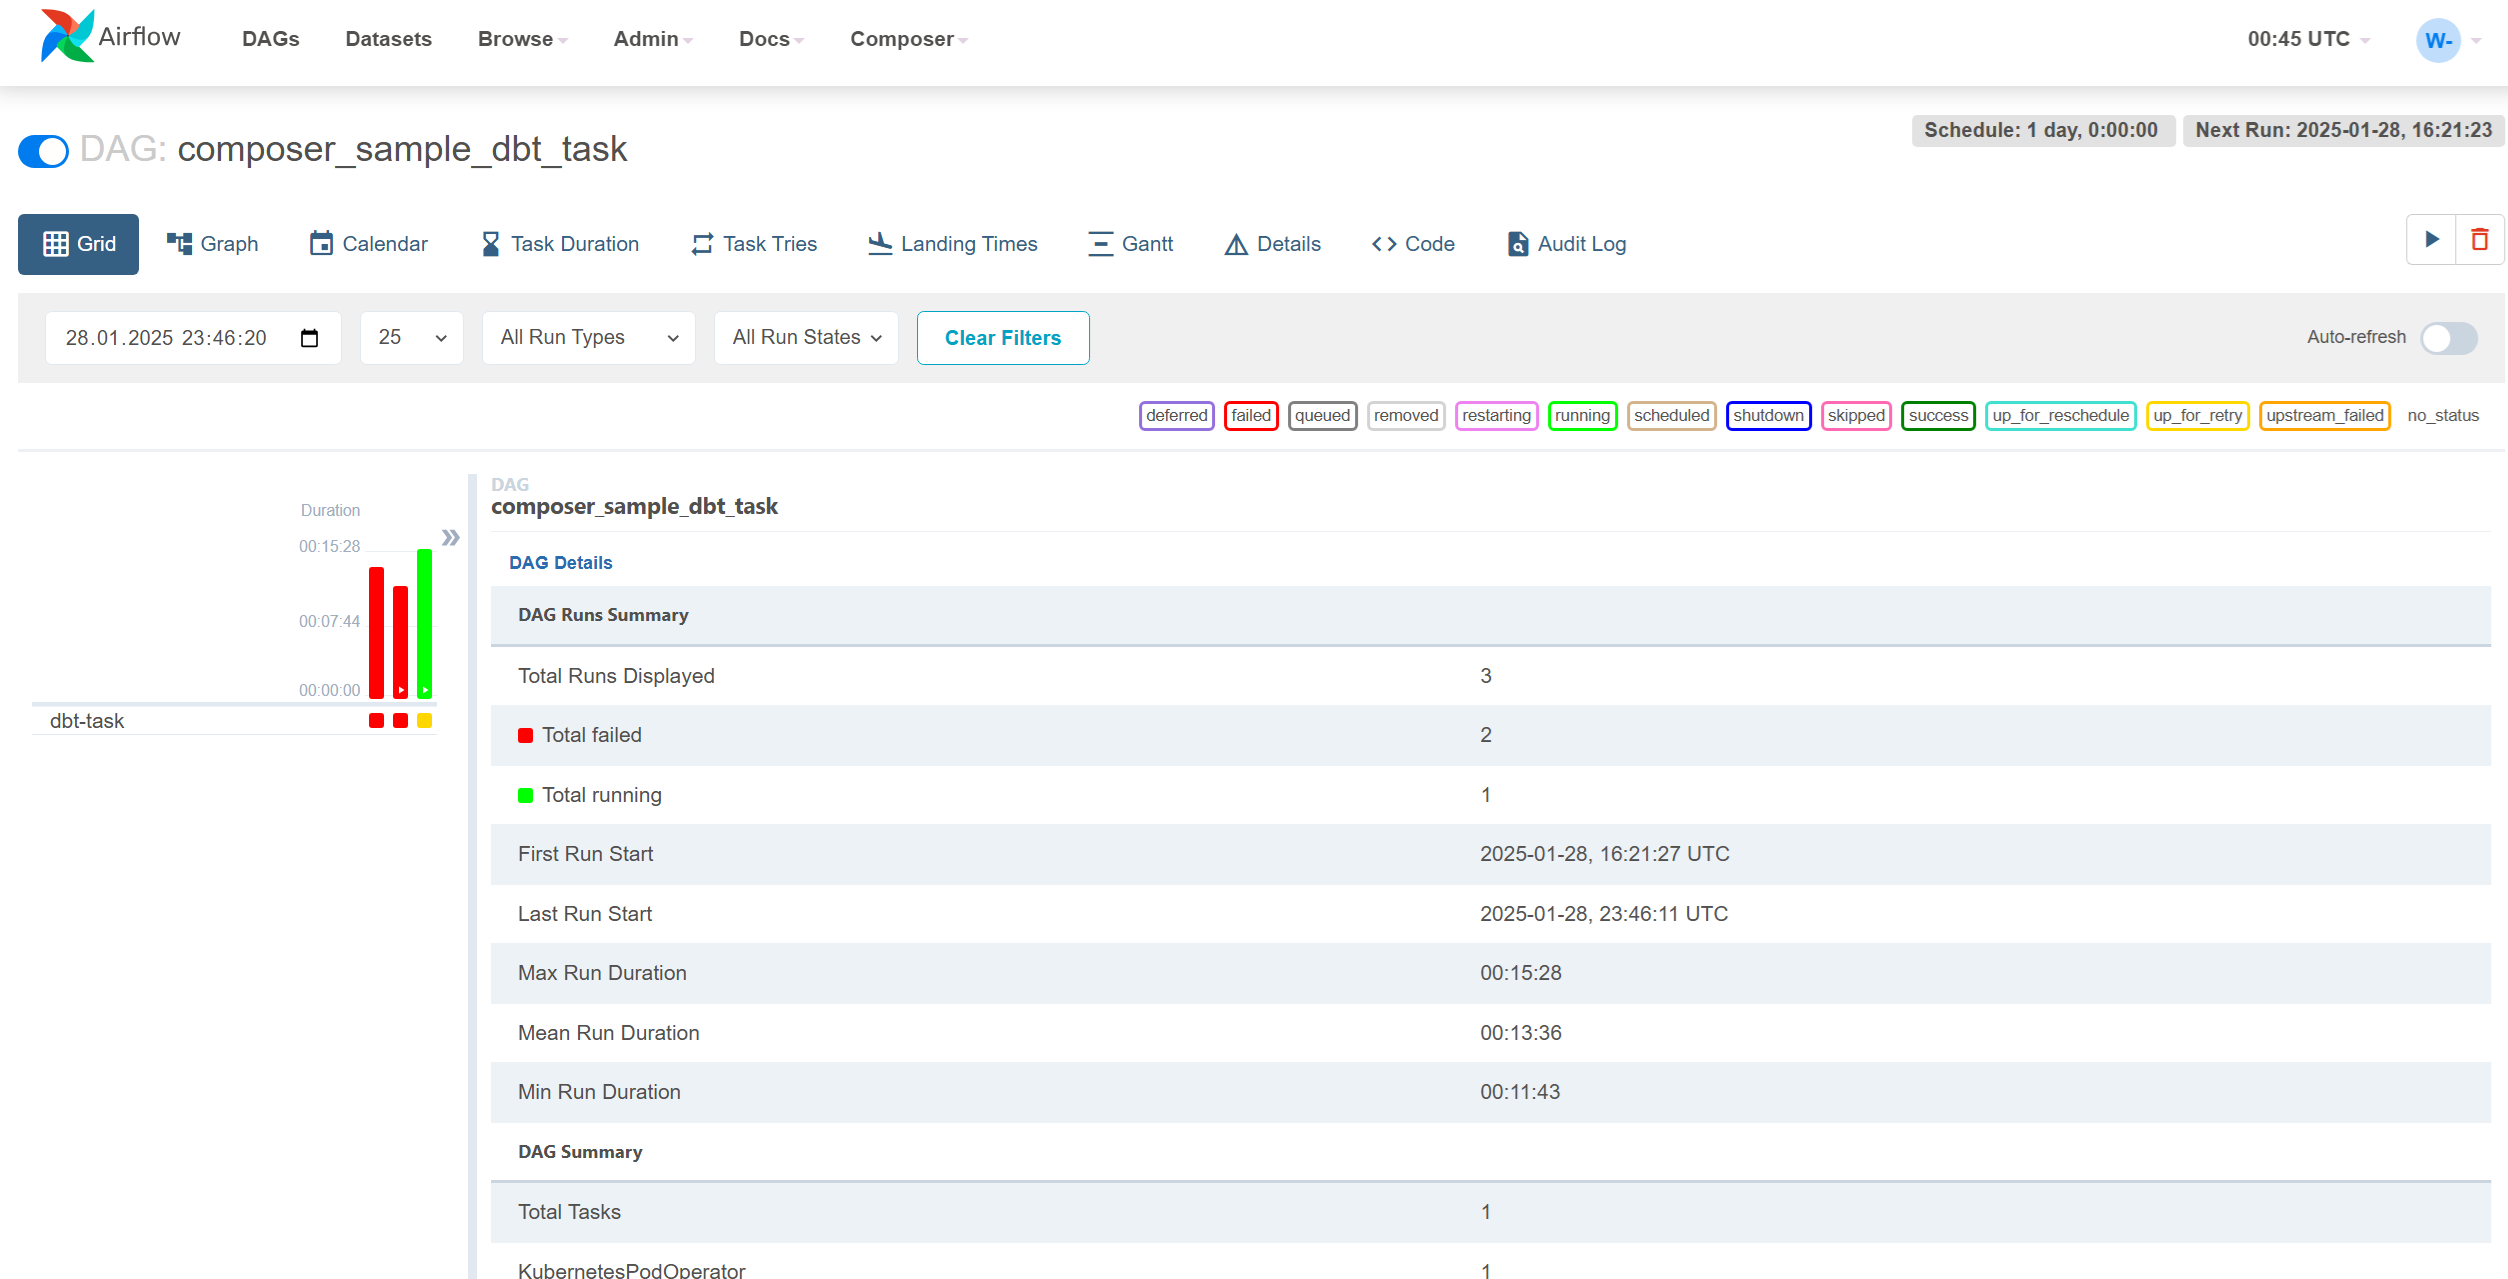 Airflow DAGs Datasets Browse Admin Docs Composer 00:45 UTC W-
DAG: composer_sample_dbt_task
Schedule: 1 day, 0:00:00 Next Run: 2025-01-28, 16:21:23
Grid Graph Calendar Task Duration Task Tries Landing Times Gantt Details Code Audit Log
28.01.2025 23:46:20 25 All Run Types All Run States Clear Filters Auto-refresh
deferred failed queued removed restarting running scheduled shutdown skipped success up_for_reschedule up_for_retry upstream_failed no_status
Duration
00:15:28
00:07:44
00:00:00
dbt-task
DAG
composer_sample_dbt_task
DAG Details
DAG Runs Summary
Total Runs Displayed 3
Total failed 2
Total running 1
First Run Start 2025-01-28, 16:21:27 UTC
Last Run Start 2025-01-28, 23:46:11 UTC
Max Run Duration 00:15:28
Mean Run Duration 00:13:36
Min Run Duration 00:11:43
DAG Summary
Total Tasks 1
KubernetesPodOperator 1